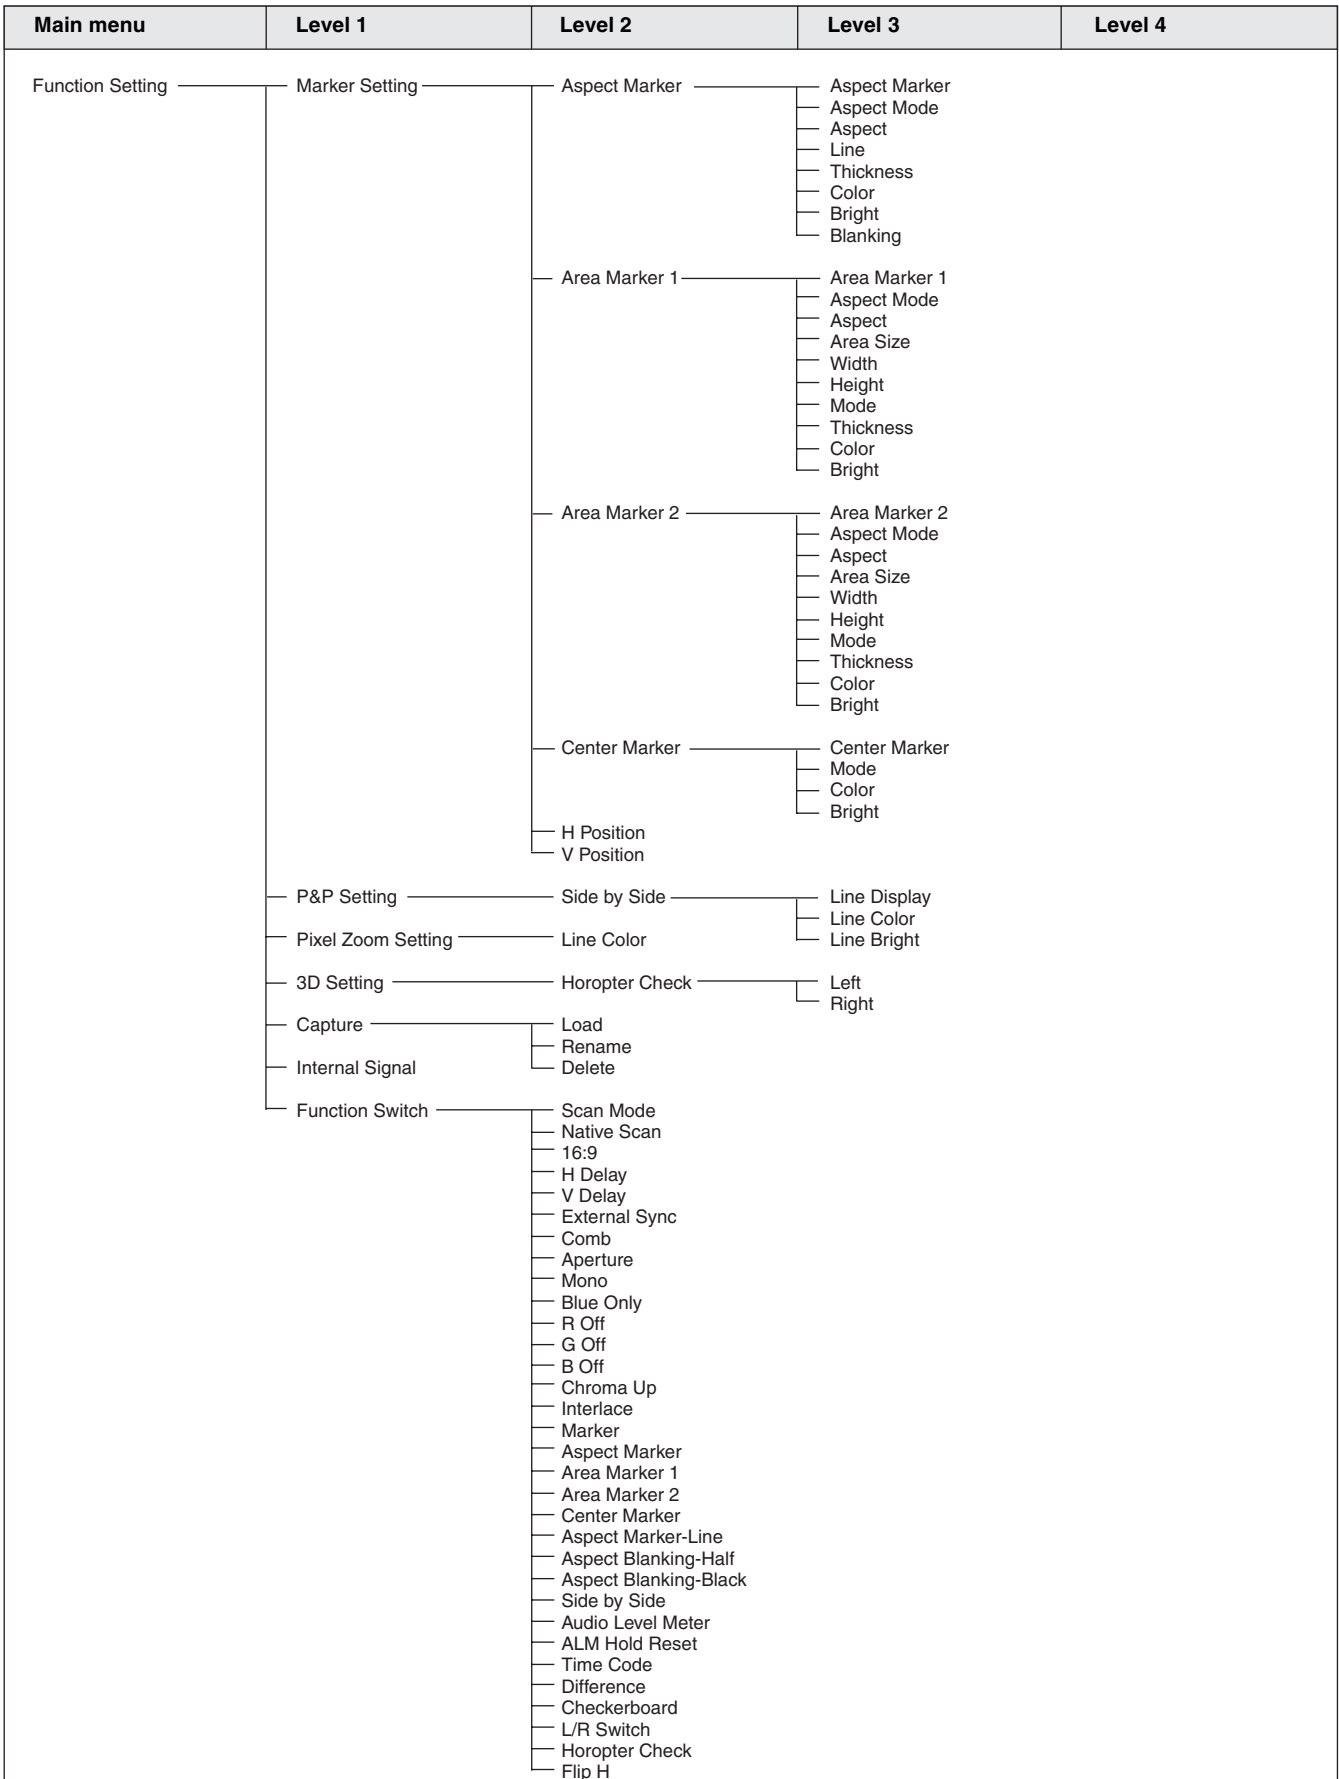 Main menu Level 1 Level 2 Level 3 Level 4
Function Setting Marker Setting Aspect Marker Aspect Marker
Aspect Mode
Aspect
Line
Thickness
Color
Bright
Blanking
Area Marker 1 Area Marker 1
Aspect Mode
Aspect
Area Size
Width
Height
Mode
Thickness
Color
Bright
Area Marker 2 Area Marker 2
Aspect Mode
Aspect
Area Size
Width
Height
Mode
Thickness
Color
Bright
Center Marker Center Marker
Mode
Color
Bright
H Position
V Position
P&P Setting Side by Side Line Display
Line Color
Pixel Zoom Setting Line Color Line Bright
3D Setting Horopter Check Left
Right
Capture Load
Rename
Internal Signal Delete
Function Switch Scan Mode
Native Scan
16:9
H Delay
V Delay
External Sync
Comb
Aperture
Mono
Blue Only
R Off
G Off
B Off
Chroma Up
Interlace
Marker
Aspect Marker
Area Marker 1
Area Marker 2
Center Marker
Aspect Marker-Line
Aspect Blanking-Half
Aspect Blanking-Black
Side by Side
Audio Level Meter
ALM Hold Reset
Time Code
Difference
Checkerboard
L/R Switch
Horopter Check
Flip H